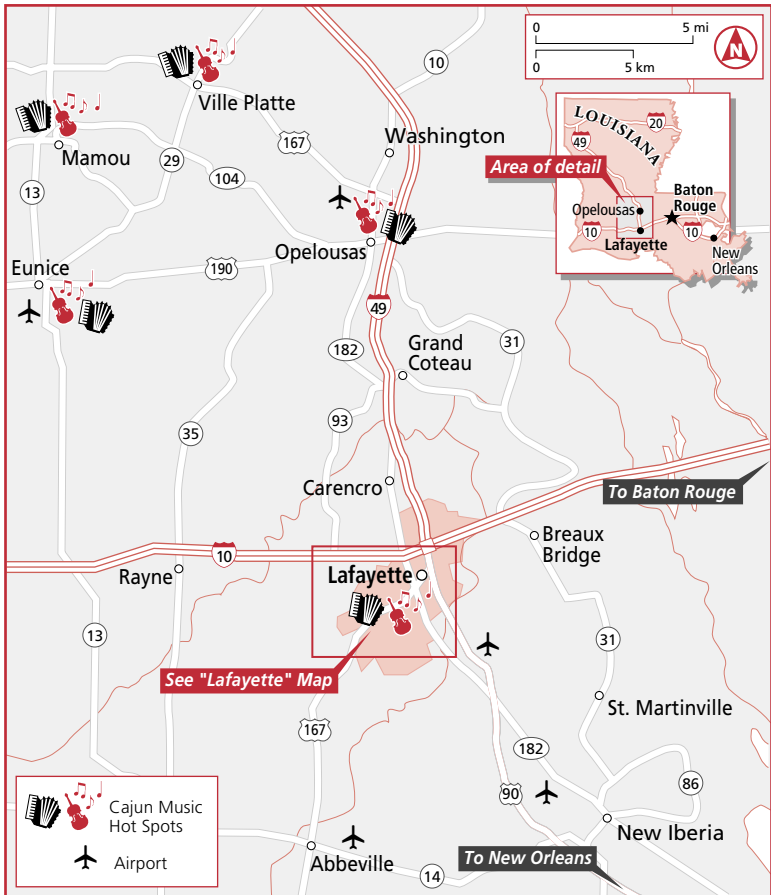 0 5 mi
N
0 5 km
10
Ville Platte
Washington
LOUISIANA
20
49
Mamou
167
29
Area of detail
104
13
Baton
Rouge
Opelousas
10
10
Lafayette
New
Orleans
Opelousas
Eunice
190
49
31
182
Grand
Coteau
93
35
Carencro
To Baton Rouge
10
Breaux
Bridge
Rayne
Lafayette
13
31
See "Lafayette" Map
St. Martinville
167
182
86
90
Cajun Music
Hot Spots
New Iberia
Airport
Abbeville
To New Orleans
14